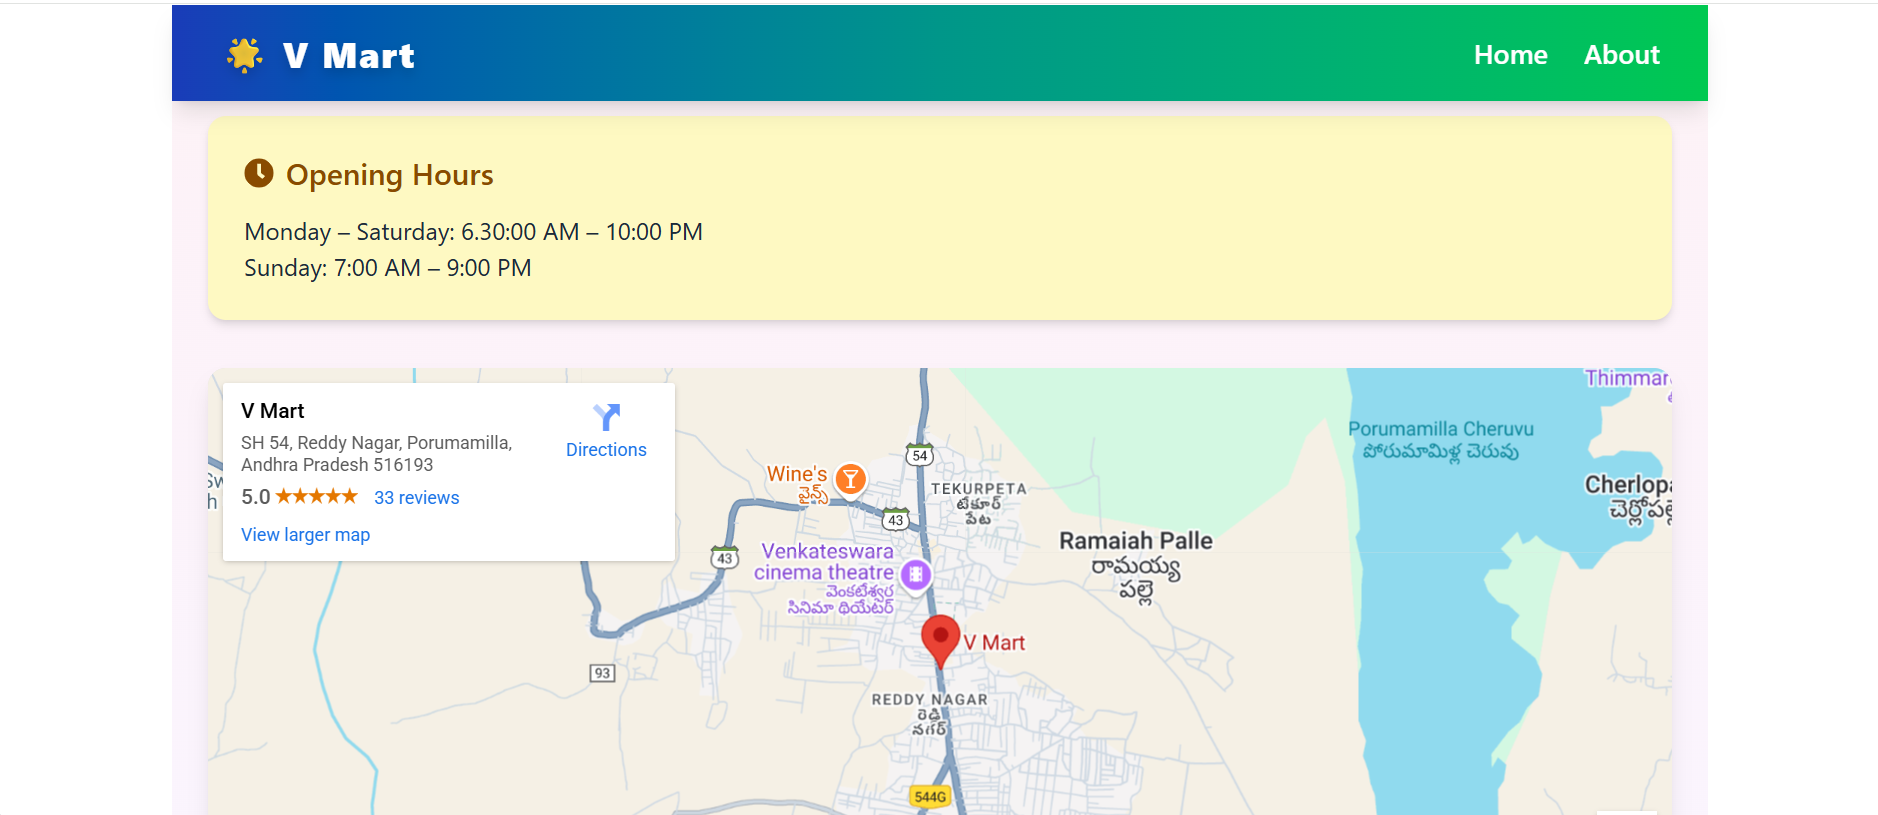 V Mart
Home About
Opening Hours
Monday – Saturday: 6.30:00 AM – 10:00 PM
Sunday: 7:00 AM – 9:00 PM
V Mart
SH 54, Reddy Nagar, Porumamilla,
Andhra Pradesh 516193
Directions
5.0 ★★★★★ 33 reviews
View larger map
Wine's
వైన్స్
54
43
43
TEKURPETA
టేకూర్
పేట
Venkateswara
cinema theatre
వెంకటేశ్వర
సినిమా థియేటర్
Ramaiah Palle
రామయ్య
పల్లె
Porumamilla Cheruvu
పోరుమామిళ్ల చెరువు
V Mart
93
REDDY NAGAR
రెడ్డి
నగర్
544G